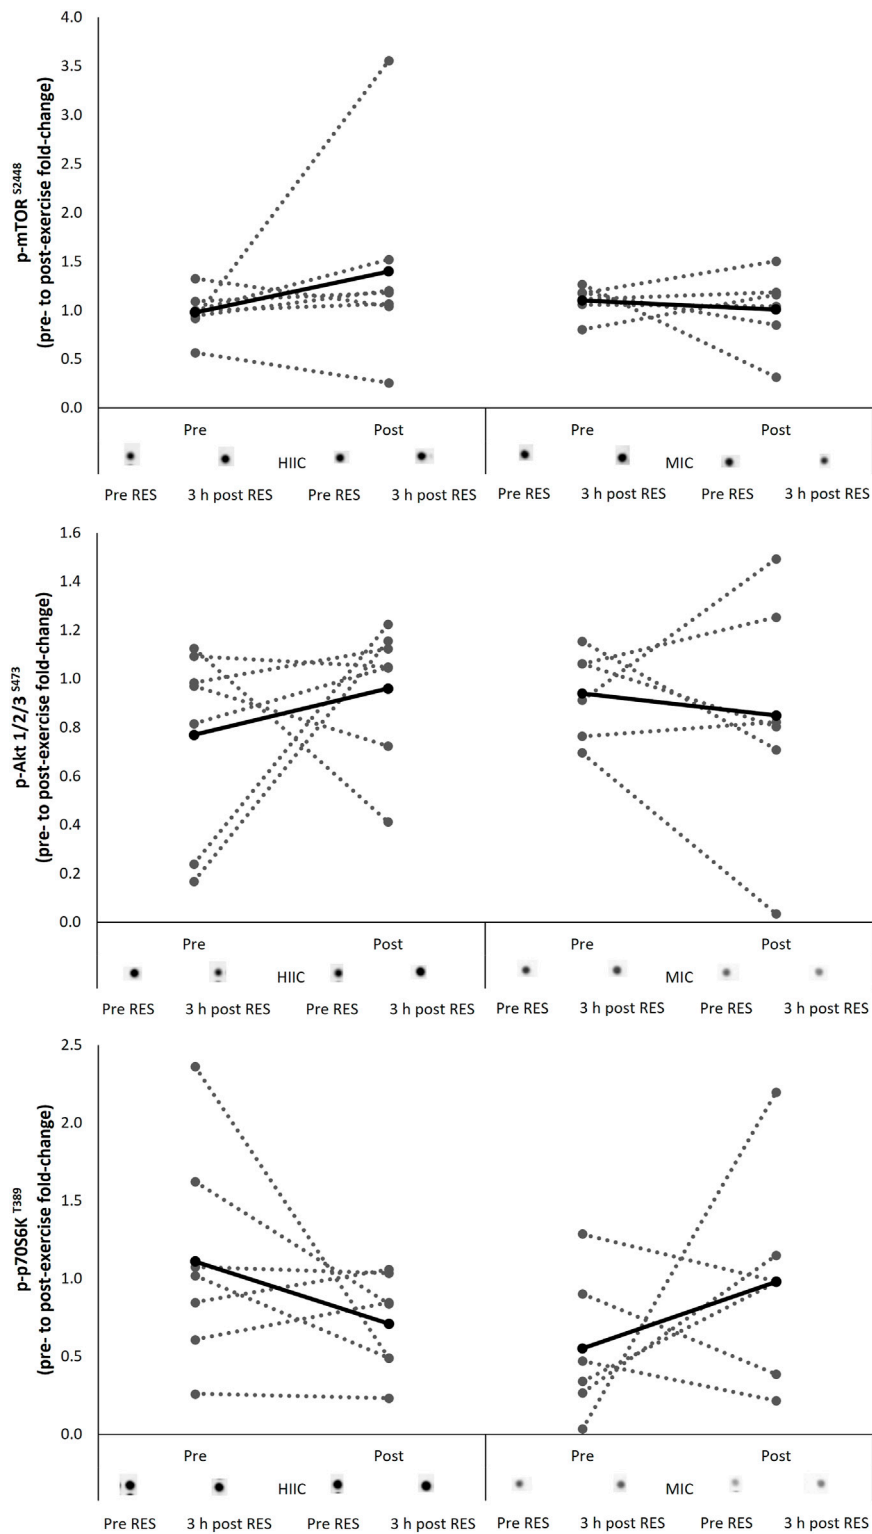 4.0
3.5
3.0
2.5
2.0
1.5
1.0
0.5
0.0
p-mTOR S2448
(pre- to post-exercise fold-change)
Pre Post Pre Post
HIIC MIC
Pre RES 3 h post RES Pre RES 3 h post RES Pre RES 3 h post RES Pre RES 3 h post RES
1.6
1.4
1.2
1.0
0.8
0.6
0.4
0.2
0.0
p-Akt 1/2/3 S473
(pre- to post-exercise fold-change)
Pre Post Pre Post
HIIC MIC
Pre RES 3 h post RES Pre RES 3 h post RES Pre RES 3 h post RES Pre RES 3 h post RES
2.5
2.0
1.5
1.0
0.5
0.0
p-p70S6K T389
(pre- to post-exercise fold-change)
Pre Post Pre Post
HIIC MIC
Pre RES 3 h post RES Pre RES 3 h post RES Pre RES 3 h post RES Pre RES 3 h post RES